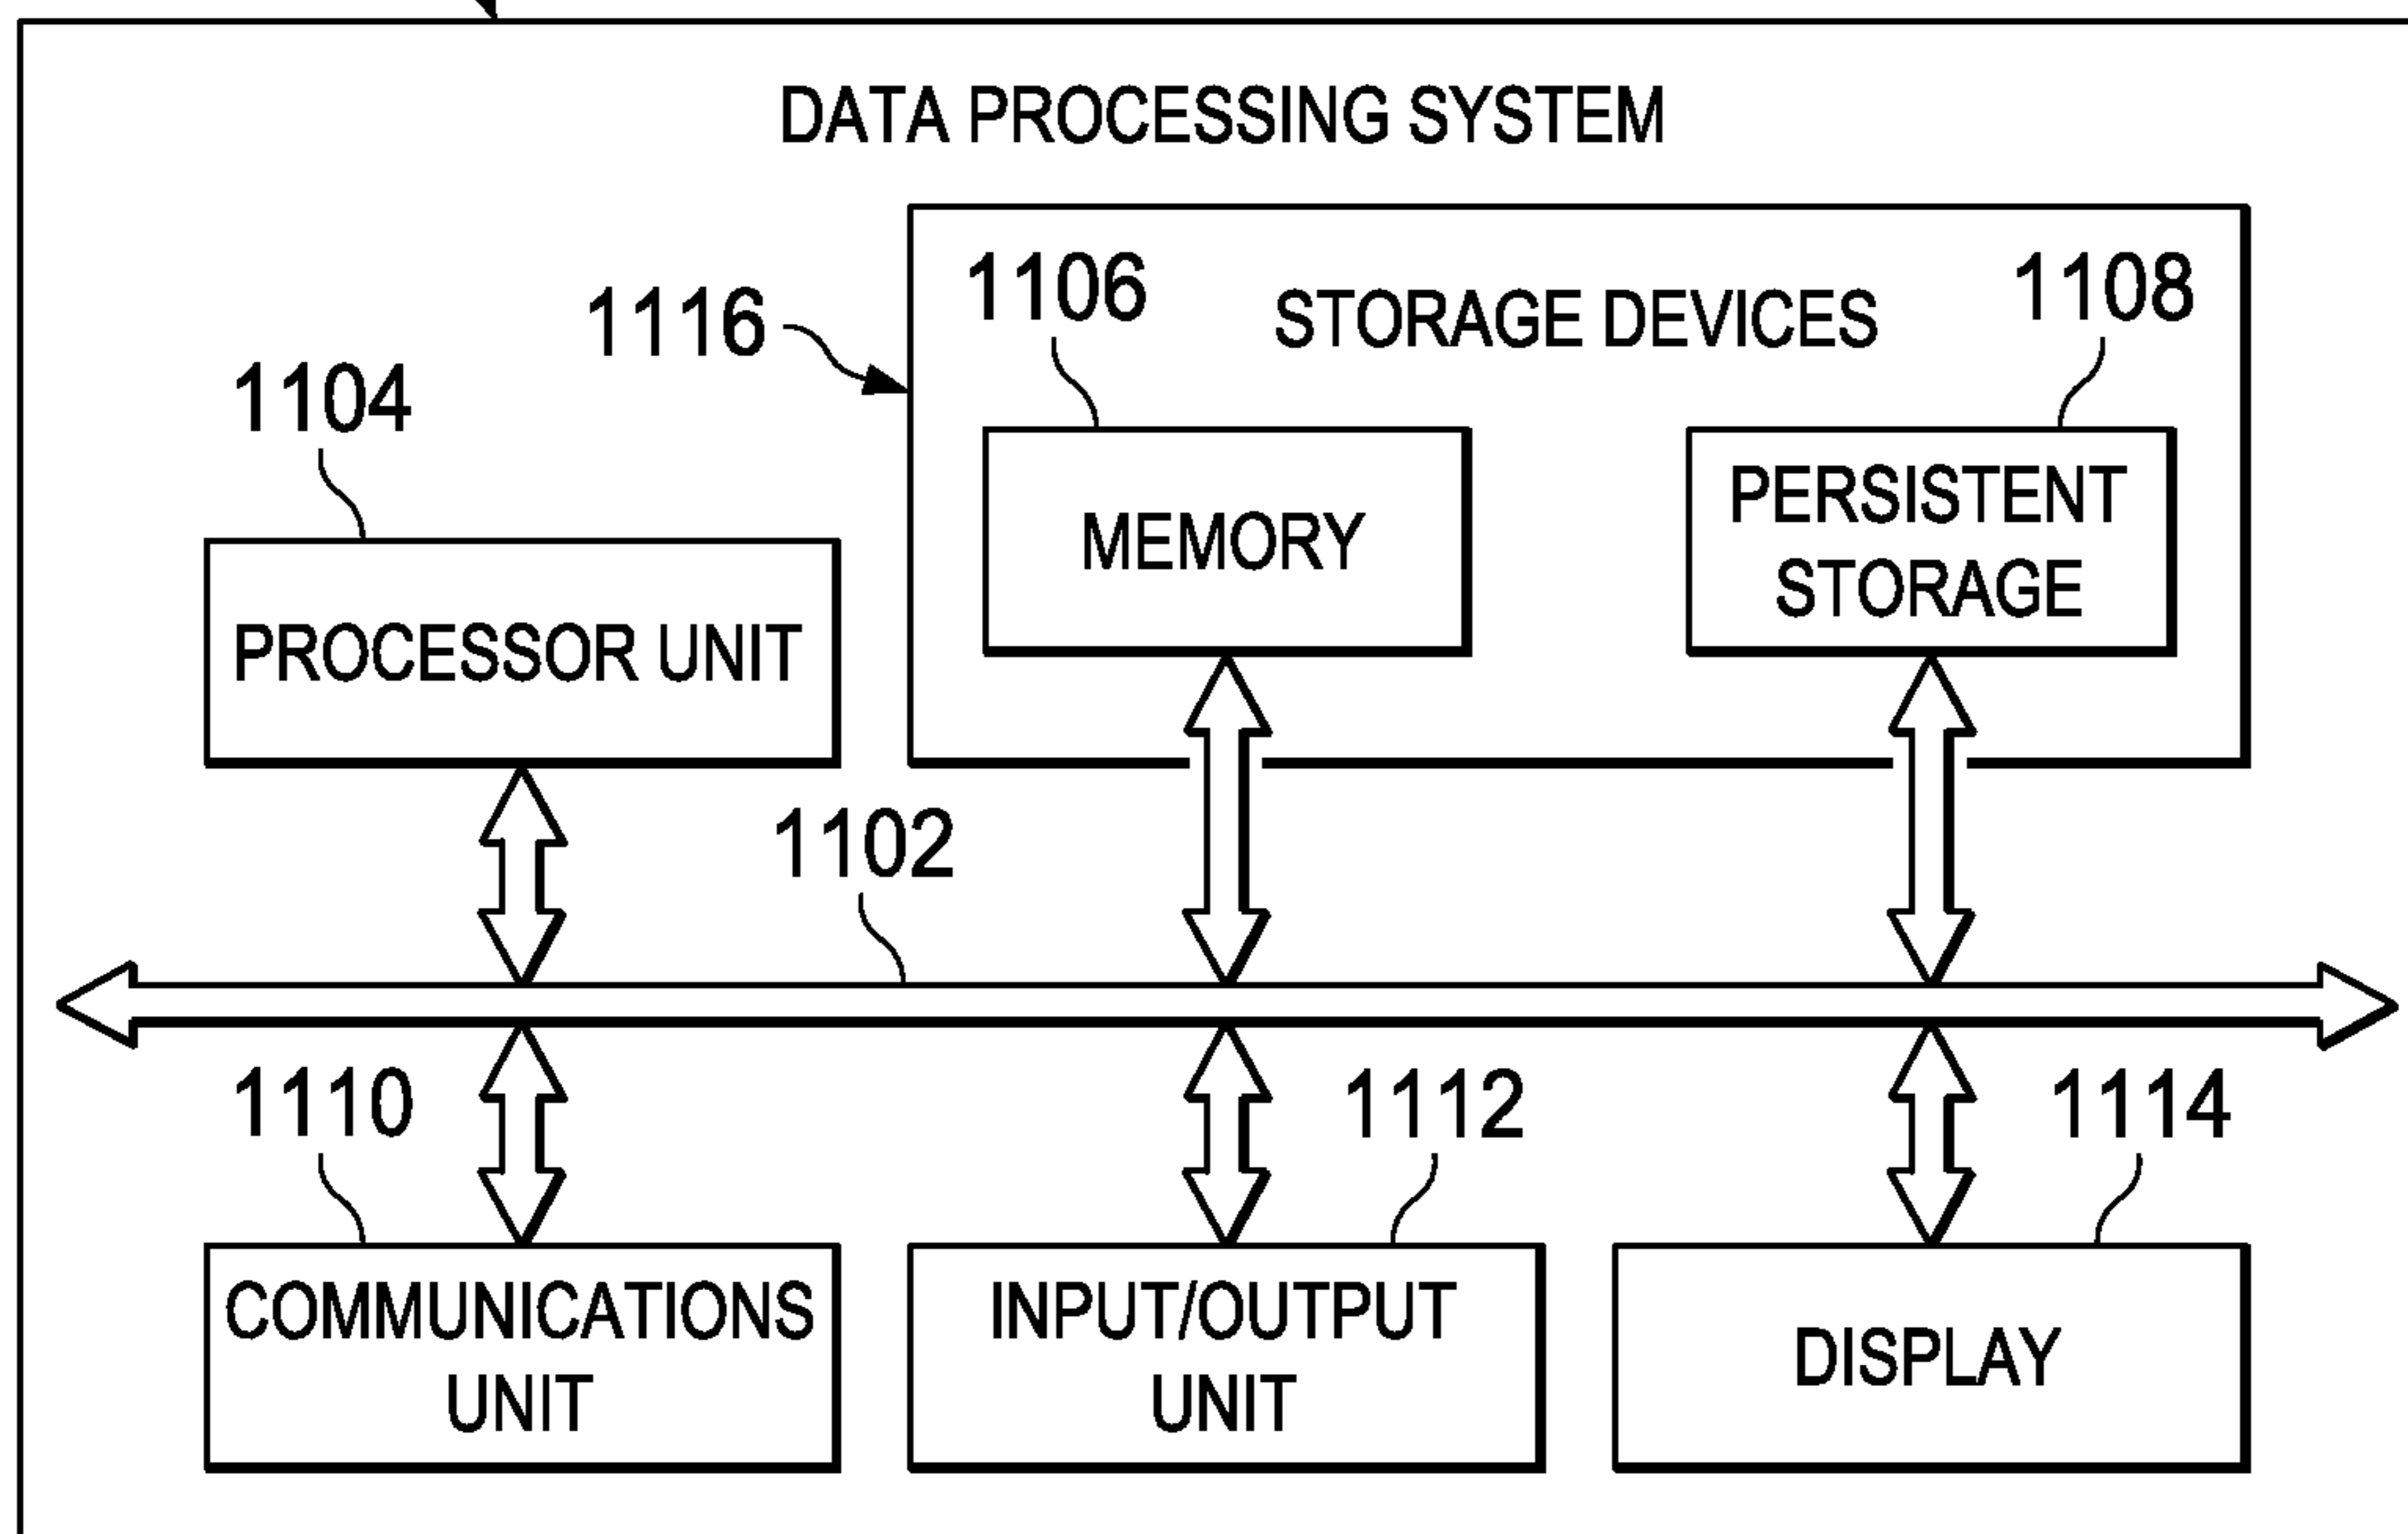 DATA PROCESSING SYSTEM
1116
1106
STORAGE DEVICES
1108
1104
MEMORY
PERSISTENT
STORAGE
PROCESSOR UNIT
1102
1110
1112
1114
COMMUNICATIONS
UNIT
INPUT/OUTPUT
UNIT
DISPLAY